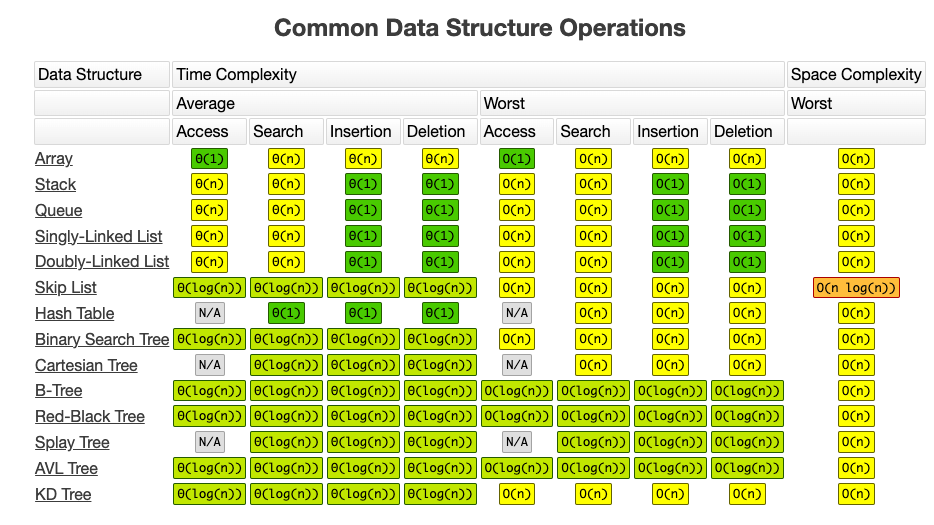 Common Data Structure Operations
Data Structure Time Complexity Space Complexity
Average Worst Worst
Access Search Insertion Deletion Access Search Insertion Deletion
Array θ(1) θ(n) θ(n) θ(n) O(1) O(n) O(n) O(n) O(n)
Stack θ(n) θ(n) θ(1) θ(1) O(n) O(n) O(1) O(1) O(n)
Queue θ(n) θ(n) θ(1) θ(1) O(n) O(n) O(1) O(1) O(n)
Singly-Linked List θ(n) θ(n) θ(1) θ(1) O(n) O(n) O(1) O(1) O(n)
Doubly-Linked List θ(n) θ(n) θ(1) θ(1) O(n) O(n) O(1) O(1) O(n)
Skip List θ(log(n)) θ(log(n)) θ(log(n)) θ(log(n)) O(n) O(n) O(n) O(n) O(n log(n))
Hash Table N/A θ(1) θ(1) θ(1) N/A O(n) O(n) O(n) O(n)
Binary Search Tree θ(log(n)) θ(log(n)) θ(log(n)) θ(log(n)) O(n) O(n) O(n) O(n) O(n)
Cartesian Tree N/A θ(log(n)) θ(log(n)) θ(log(n)) N/A O(n) O(n) O(n) O(n)
B-Tree θ(log(n)) θ(log(n)) θ(log(n)) θ(log(n)) O(log(n)) O(log(n)) O(log(n)) O(log(n)) O(n)
Red-Black Tree θ(log(n)) θ(log(n)) θ(log(n)) θ(log(n)) O(log(n)) O(log(n)) O(log(n)) O(log(n)) O(n)
Splay Tree N/A θ(log(n)) θ(log(n)) θ(log(n)) N/A O(log(n)) O(log(n)) O(log(n)) O(n)
AVL Tree θ(log(n)) θ(log(n)) θ(log(n)) θ(log(n)) O(log(n)) O(log(n)) O(log(n)) O(log(n)) O(n)
KD Tree θ(log(n)) θ(log(n)) θ(log(n)) θ(log(n)) O(n) O(n) O(n) O(n) O(n)